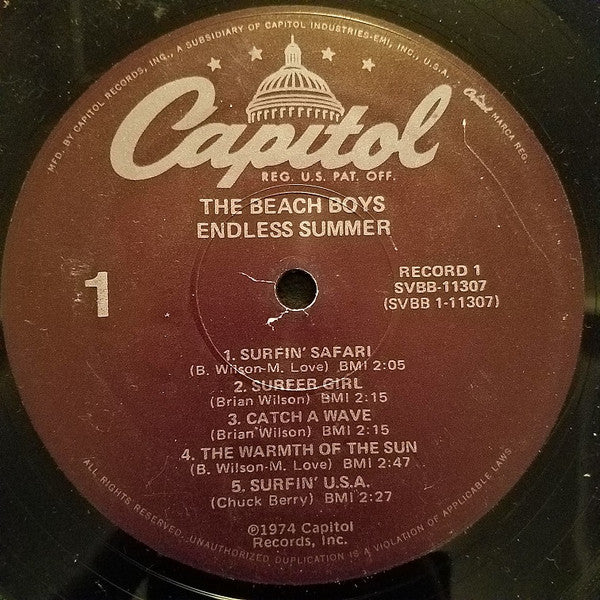 MFD. BY CAPITOL RECORDS, INC., A SUBSIDIARY OF CAPITOL INDUSTRIES-EMI, INC., U.S.A.
Capitol MARCA REG.
Capitol
REG. U.S. PAT. OFF.
THE BEACH BOYS
ENDLESS SUMMER
1
RECORD 1
SVBB-11307
(SVBB 1-11307)
1. SURFIN' SAFARI
(B. Wilson-M. Love) BMI 2:05
2. SURFER GIRL
(Brian Wilson) BMI 2:15
3. CATCH A WAVE
(Brian Wilson) BMI 2:15
4. THE WARMTH OF THE SUN
(B. Wilson-M. Love) BMI 2:47
5. SURFIN' U.S.A.
(Chuck Berry) BMI 2:27
℗1974 Capitol
Records, Inc.
ALL RIGHTS RESERVED. UNAUTHORIZED DUPLICATION IS A VIOLATION OF APPLICABLE LAWS